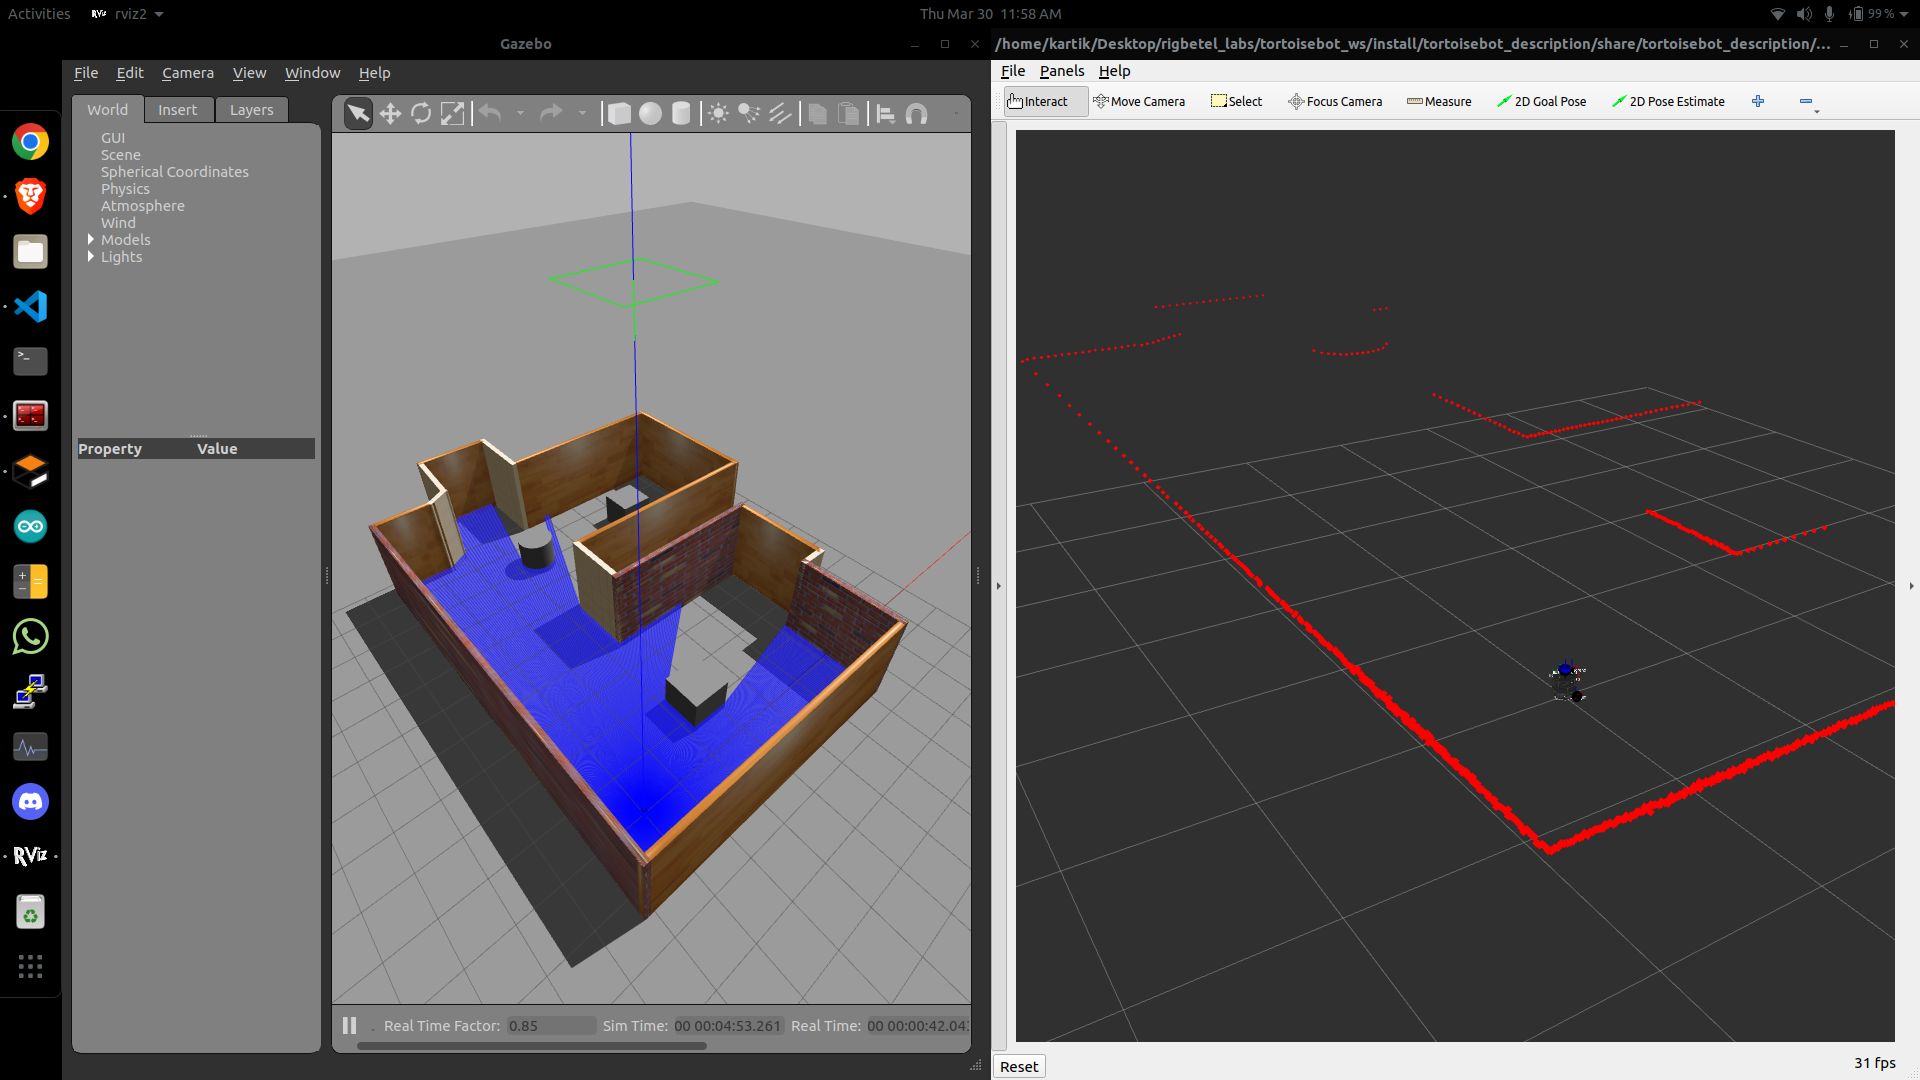 Activities
RViz rviz2
Thu Mar 30 11:58 AM
99 %
Gazebo
/home/kartik/Desktop/rigbetel_labs/tortoisebot_ws/install/tortoisebot_description/share/tortoisebot_description/...
File Edit Camera View Window Help
File Panels Help
World Insert Layers
Interact Move Camera Select Focus Camera Measure 2D Goal Pose 2D Pose Estimate
GUI
Scene
Spherical Coordinates
Physics
Atmosphere
Wind
Models
Lights
Property Value
RViz
Real Time Factor: 0.85 Sim Time: 00 00:04:53.261 Real Time: 00 00:00:42.04
Reset
31 fps